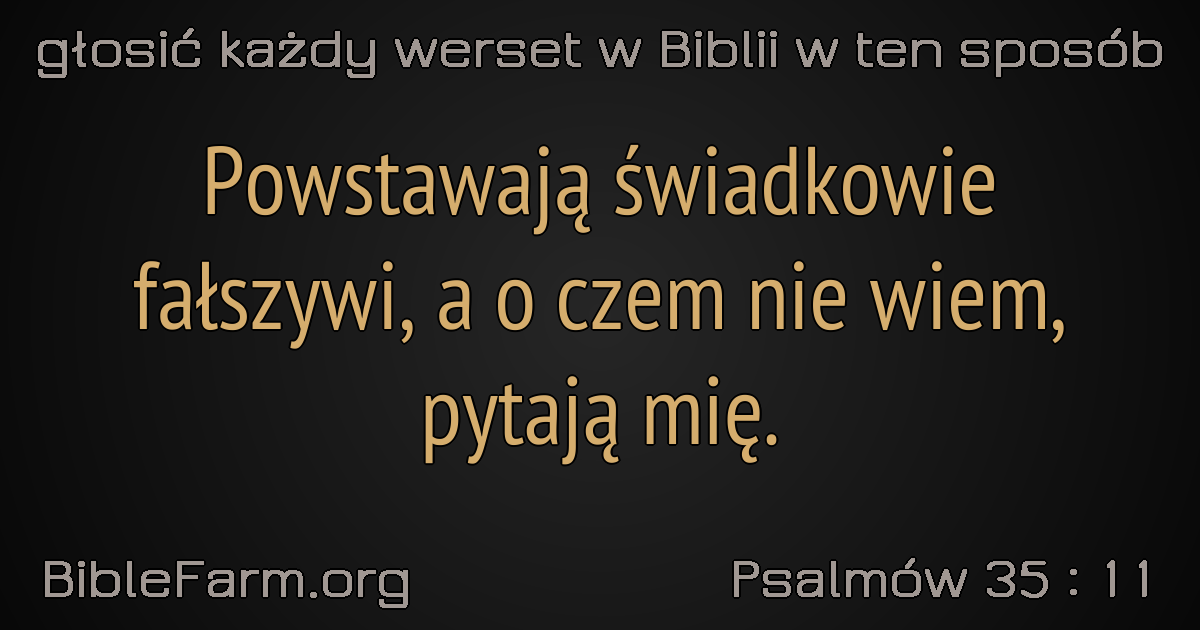 głosić każdy werset w Biblii w ten sposób
Powstawają świadkowie
fałszywi, a o czem nie wiem,
pytają mię.
BibleFarm.org
Psalmów 35 : 11